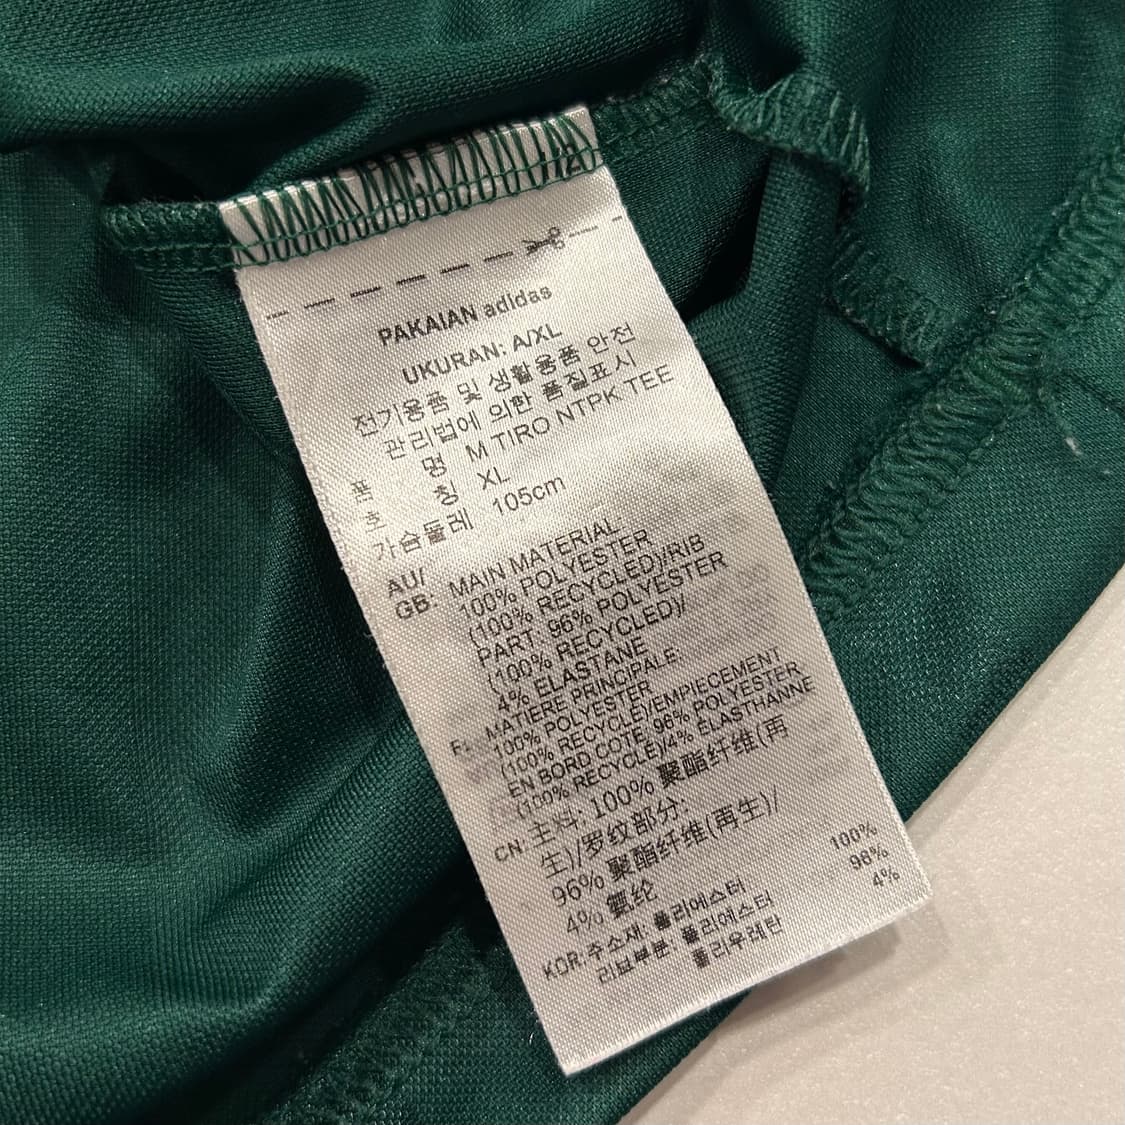 PAKAIAN adidas
UKURAN: A/XL
전기용품 및 생활용품 안전
관리법에 의한 품질표시
품 명 M TIRO NTPK TEE
호 칭 XL
가슴둘레 105cm
AU/ GB: MAIN MATERIAL
100% POLYESTER
(100% RECYCLED)/RIB
PART: 96% POLYESTER
(100% RECYCLED)/
4% ELASTANE
MATIERE PRINCIPALE:
100% POLYESTER
(100% RECYCLE)/EMPIECEMENT
EN BORD COTE: 96% POLYESTER
(100% RECYCLE)/4% ELASTHANNE
CN: 主料: 100% 聚酯纤维(再
生)/罗纹部分:
96% 聚酯纤维(再生)/
4% 氨纶
KOR: 주소재: 폴리에스터 100%
리브부분: 폴리에스터 96%
폴리우레탄 4%